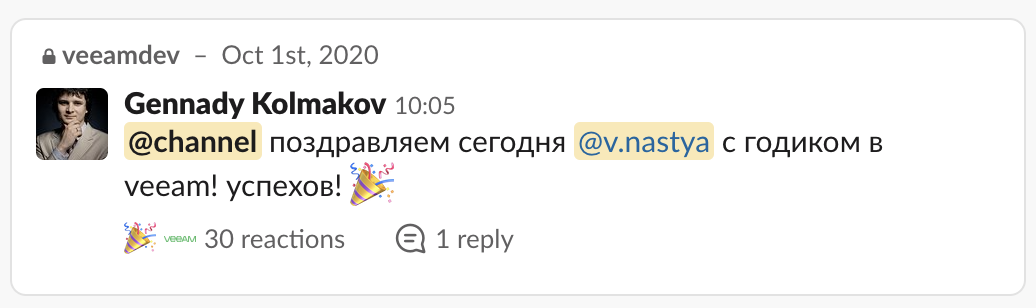 veeamdev – Oct 1st, 2020
Gennady Kolmakov 10:05
@channel поздравляем сегодня @v.nastya с годиком в
veeam! успехов!
VEEAM 30 reactions 1 reply